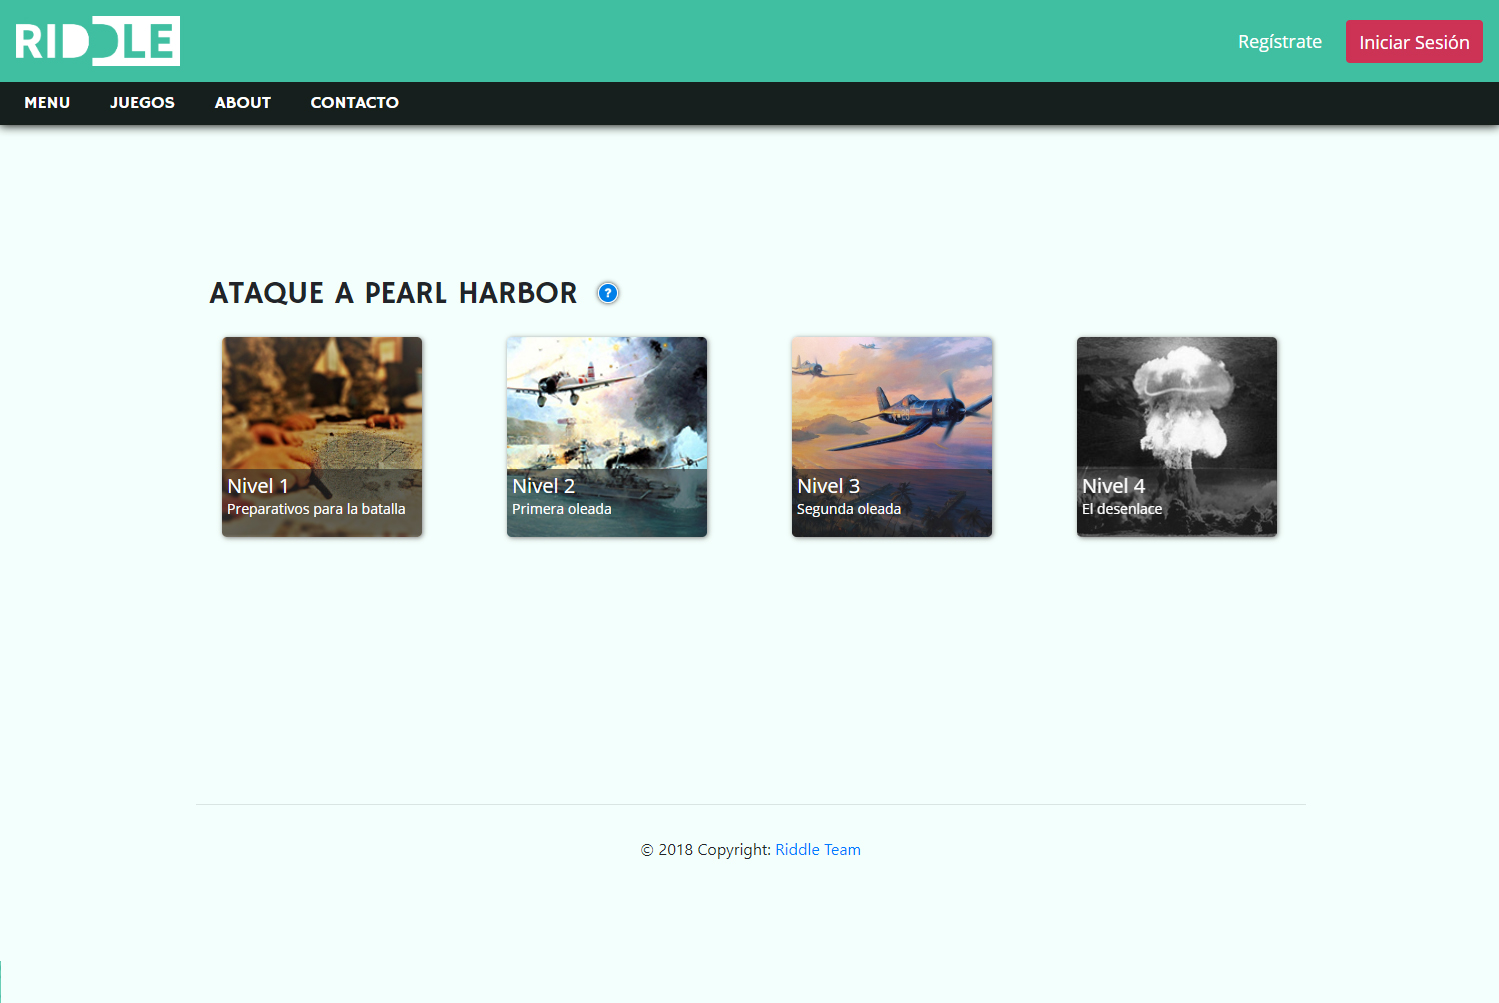 RIDDLE
Regístrate
Iniciar Sesión
MENU
JUEGOS
ABOUT
CONTACTO
ATAQUE A PEARL HARBOR ?
Nivel 1
Preparativos para la batalla
Nivel 2
Primera oleada
Nivel 3
Segunda oleada
Nivel 4
El desenlace
© 2018 Copyright: Riddle Team